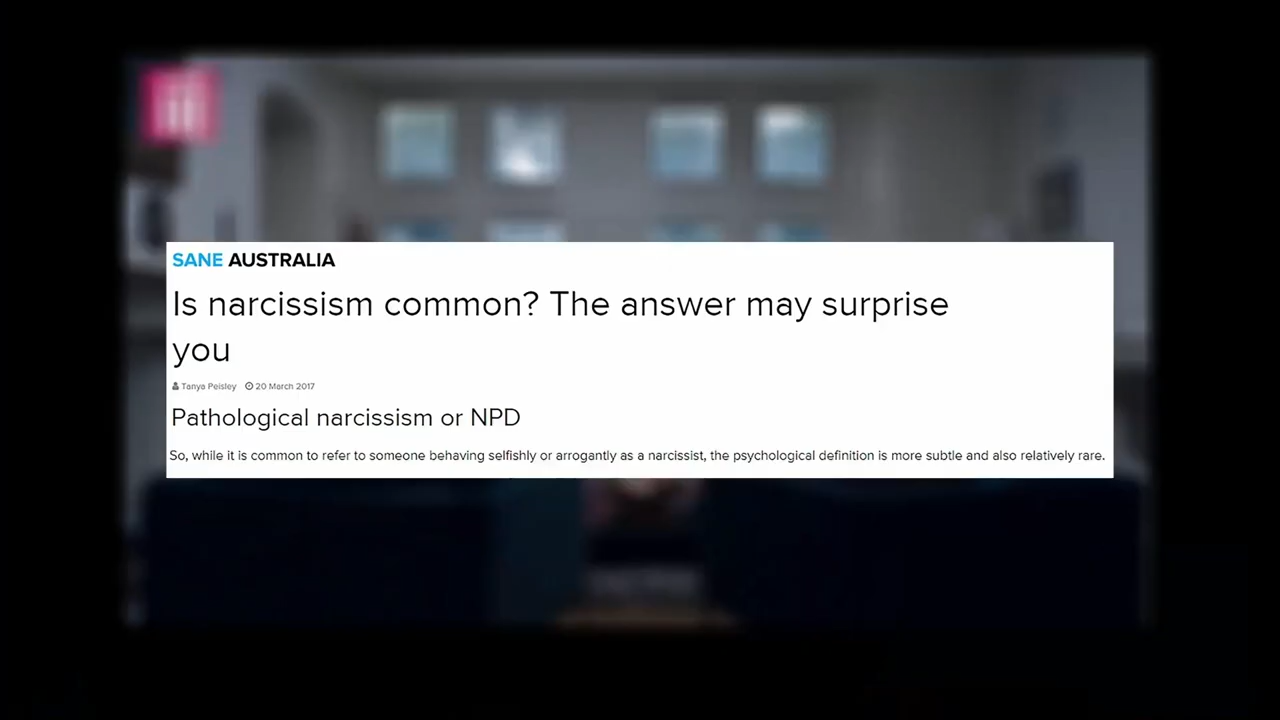 SANE AUSTRALIA
Is narcissism common? The answer may surprise
you
Tanya Peisley 20 March 2017
Pathological narcissism or NPD
So, while it is common to refer to someone behaving selfishly or arrogantly as a narcissist, the psychological definition is more subtle and also relatively rare.